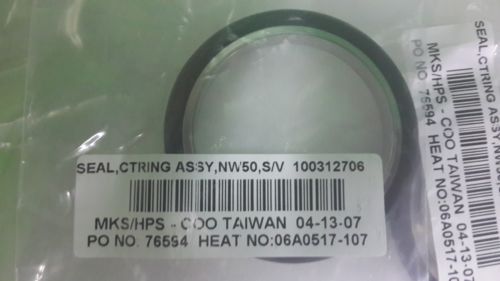 SEAL,CTRING ASSY,NW50,S/V 100312706
MKS/HPS - COO TAIWAN 04-13-07
PO NO. 76594 HEAT NO:06A0517-107
SEAL,CTRING ASSY,NW50
MKS/HPS - COO TAIWAN 04-13-07
PO NO. 76594 HEAT NO:06A0517-10